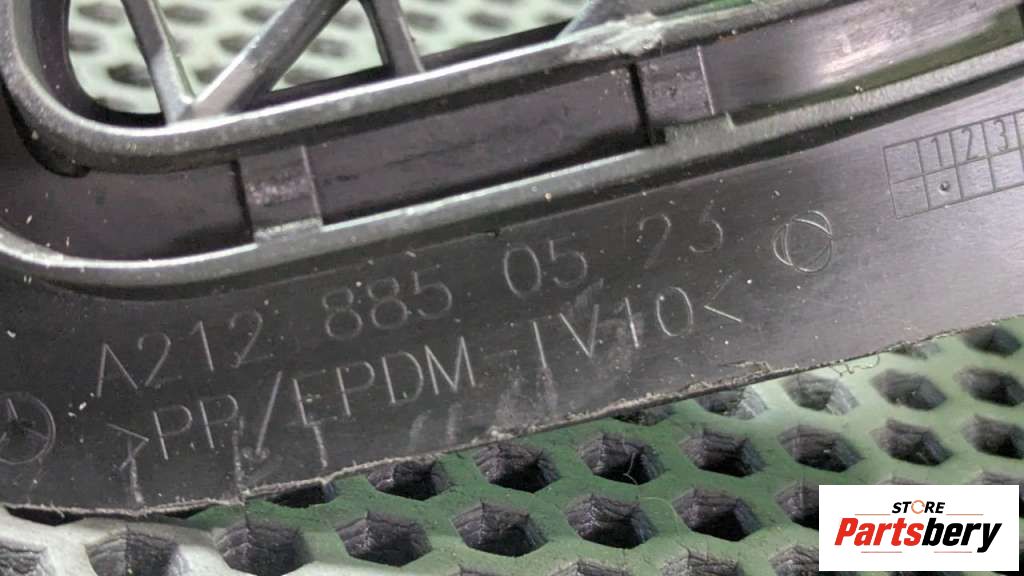 1 2 3
A212 885 05 23
>PP/EPDM-TV10<
STORE
Partsbery